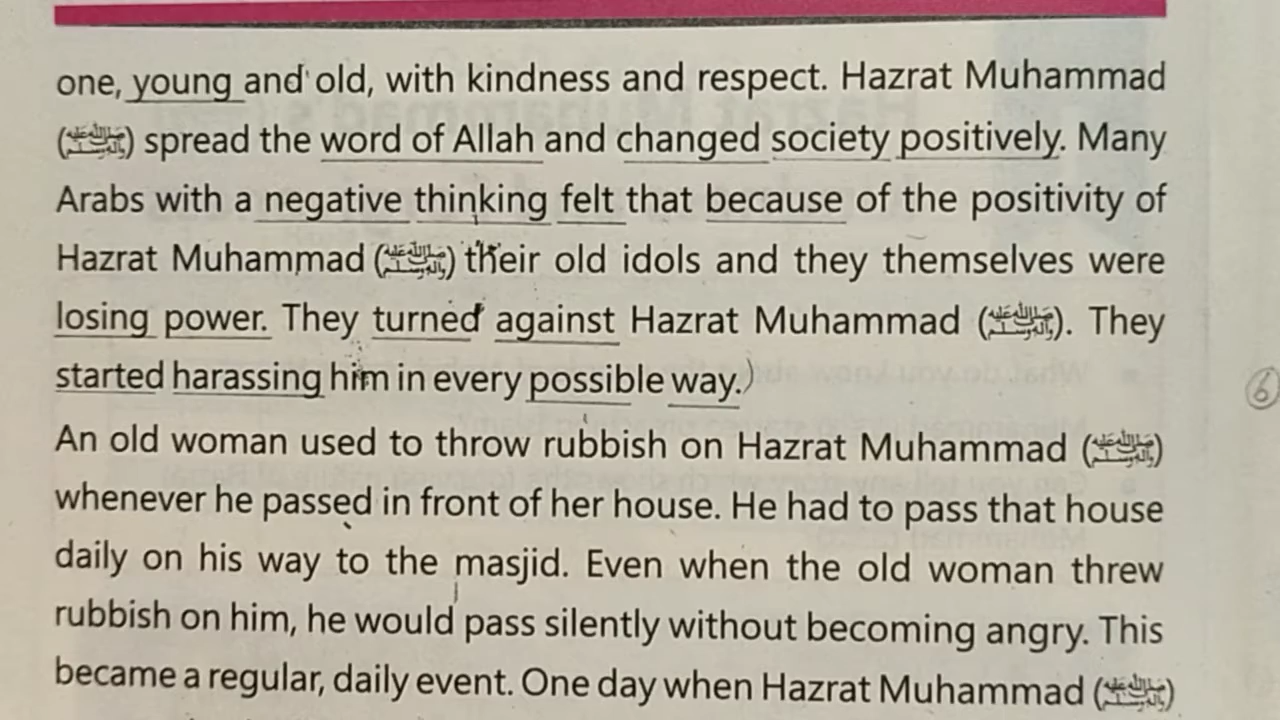 one, young and old, with kindness and respect. Hazrat Muhammad
(ﷺ) spread the word of Allah and changed society positively. Many
Arabs with a negative thinking felt that because of the positivity of
Hazrat Muhammad (ﷺ) their old idols and they themselves were
losing power. They turned against Hazrat Muhammad (ﷺ). They
started harassing him in every possible way.)
6
An old woman used to throw rubbish on Hazrat Muhammad (ﷺ)
whenever he passed in front of her house. He had to pass that house
daily on his way to the masjid. Even when the old woman threw
rubbish on him, he would pass silently without becoming angry. This
became a regular, daily event. One day when Hazrat Muhammad (ﷺ)